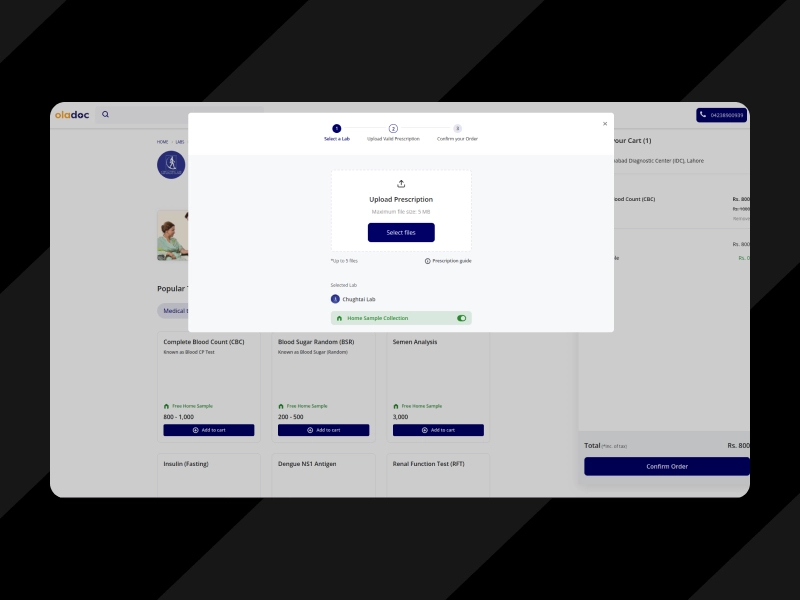 oladoc
04238900939
1
2
3
Select a Lab
Upload Valid Prescription
Confirm your Order
×
Upload Prescription
Maximum file size: 5 MB
Select files
*Up to 5 files
Prescription guide
Selected Lab
Chughtai Lab
Home Sample Collection
HOME
LABS
Popular
Medical
your Cart (1)
Diagnostic Center (IDC), Lahore
ood Count (CBC)
Rs. 800
Rs. 1000
Remove
Rs. 800
Rs. 0
Complete Blood Count (CBC)
Known as Blood CP Test
Free Home Sample
800 - 1,000
Add to cart
Blood Sugar Random (BSR)
Known as Blood Sugar (Random)
Free Home Sample
200 - 500
Add to cart
Semen Analysis
Free Home Sample
3,000
Add to cart
Insulin (Fasting)
Dengue NS1 Antigen
Renal Function Test (RFT)
Total
Rs. 800
Confirm Order